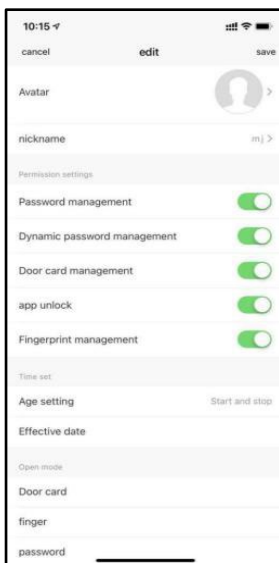 10:15
cancel edit save
Avatar
nickname mj
Permission settings
Password management
Dynamic password management
Door card management
app unlock
Fingerprint management
Time set
Age setting Start and stop
Effective date
Open mode
Door card
finger
password